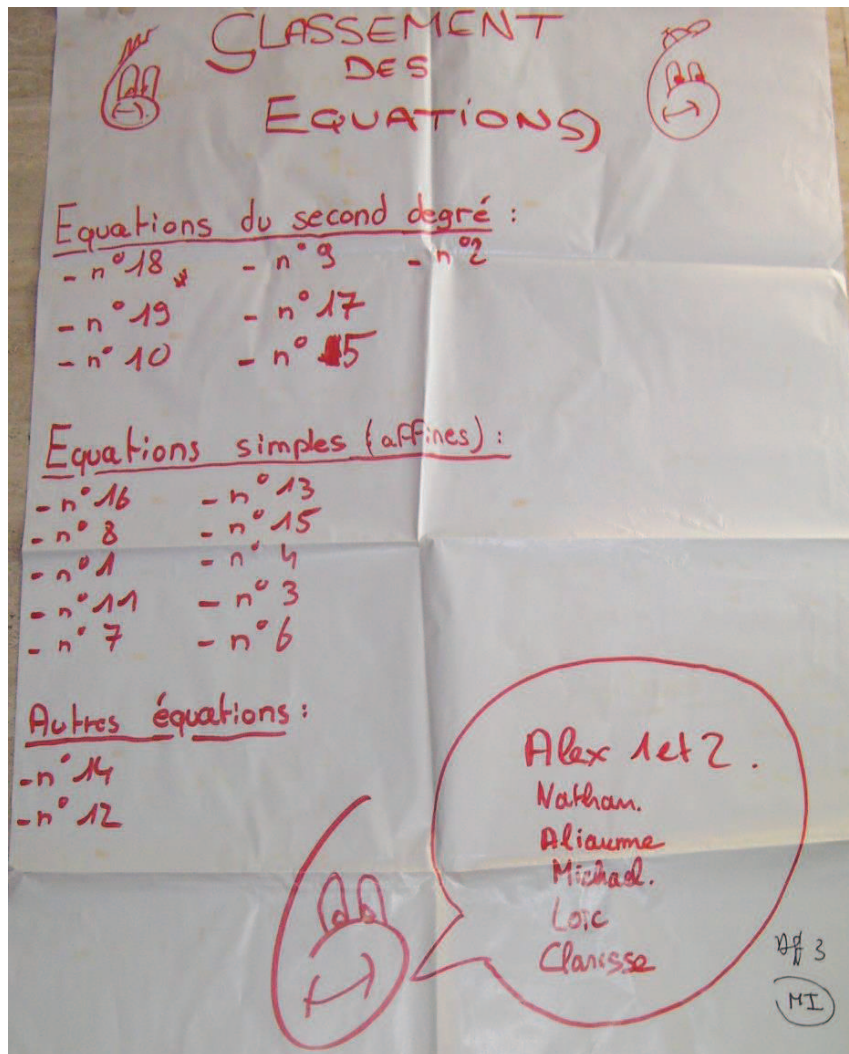 CLASSEMENT
DES
EQUATIONS
Equations du second degré :
- n°18 - n°9 - n°2
- n°19 - n°17
- n°10 - n°5
Equations simples (affines) :
- n°16 - n°13
- n°8 - n°15
- n°1 - n°4
- n°11 - n°3
- n°7 - n°6
Autres équations :
- n°14
- n°12
Alex 1 et 2.
Nathan.
Aliaume
Michael.
Loïc
Clarisse
3
MI